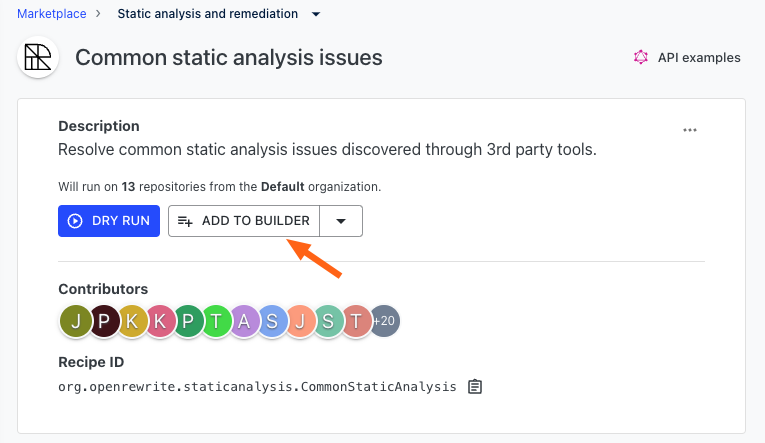 Marketplace > Static analysis and remediation
Common static analysis issues
API examples
Description
Resolve common static analysis issues discovered through 3rd party tools.
Will run on 13 repositories from the Default organization.
DRY RUN ADD TO BUILDER
Contributors
J P K K P T A S J S T +20
Recipe ID
org.openrewrite.staticanalysis.CommonStaticAnalysis